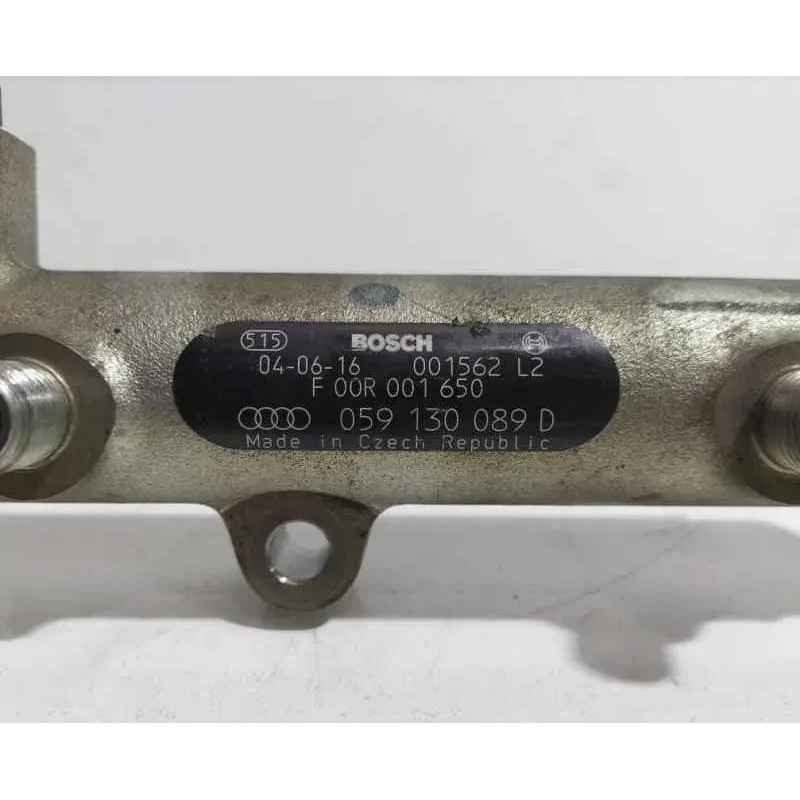 515 BOSCH
04-06-16 001562 L2
F 00R 001 650
059 130 089 D
Made in Czech Republic